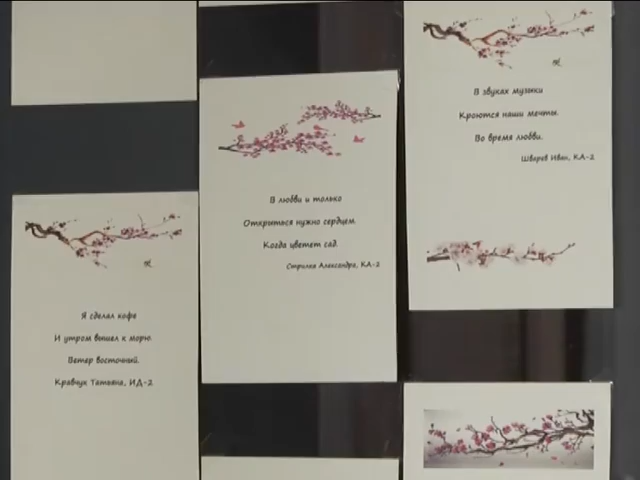 Я сделал кофе
И утром вышел к морю.
Ветер восточный.
Кравчук Татьяна, ИД-2
В любви и только
Открыться нужно сердцем
Когда цветет сад
Стрилка Александра, КА-2
В звуках музыки
Кроются наши мечты.
Во время любви.
Шварев Иван, КА-2